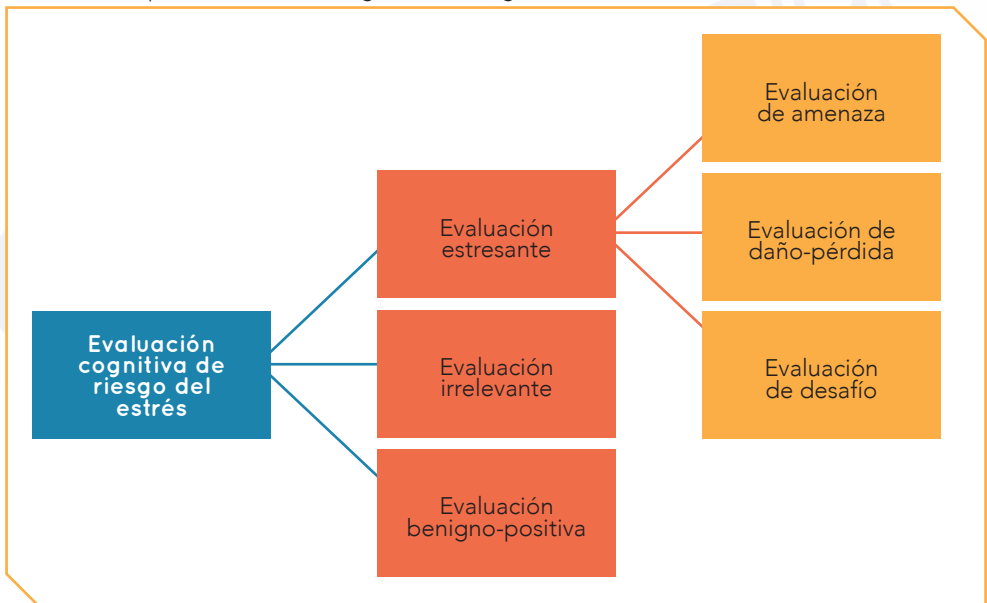 Evaluación
cognitiva de
riesgo del
estrés
Evaluación
estresante
Evaluación
irrelevante
Evaluación
benigno-positiva
Evaluación
de amenaza
Evaluación de
daño-pérdida
Evaluación
de desafío